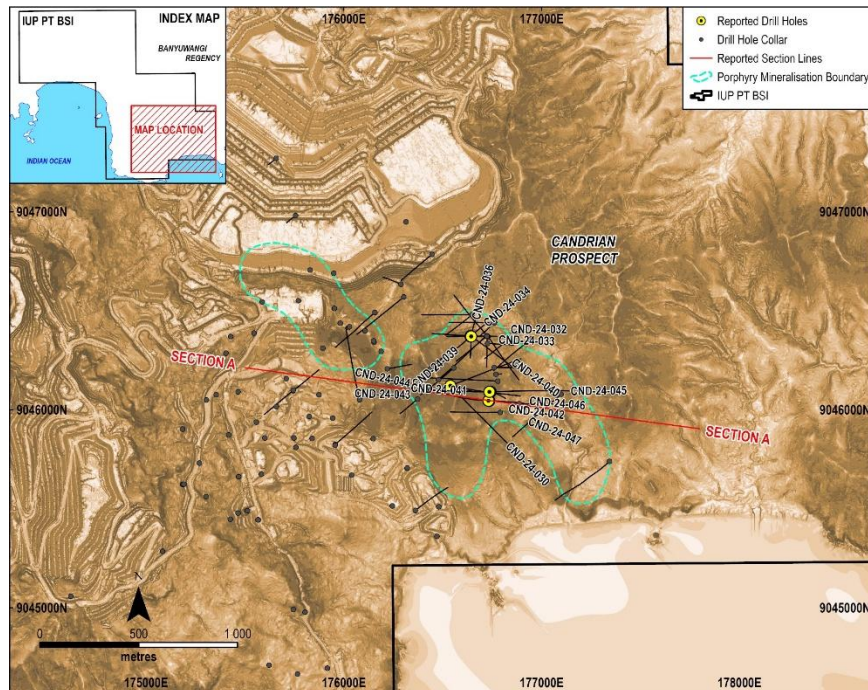 IUP PT BSI
INDEX MAP
BANYUWANGI
REGENCY
MAP LOCATION
INDIAN OCEAN
176000E
177000E
Reported Drill Holes
Drill Hole Collar
Reported Section Lines
Porphyry Mineralisation Boundary
IUP PT BSI
9047000N
9047000N
CANDRIAN
PROSPECT
CND-24-036
CND-24-034
CND-24-032
CND-24-033
CND-24-039
CND-24-040
SECTION A
CND-24-044
CND-24-041
CND-24-045
CND-24-043
CND-24-046
CND-24-042
CND-24-047
CND-24-030
SECTION A
9046000N
9046000N
9045000N
9045000N
N
0 500 1 000
metres
175000E
176000E
177000E
178000E